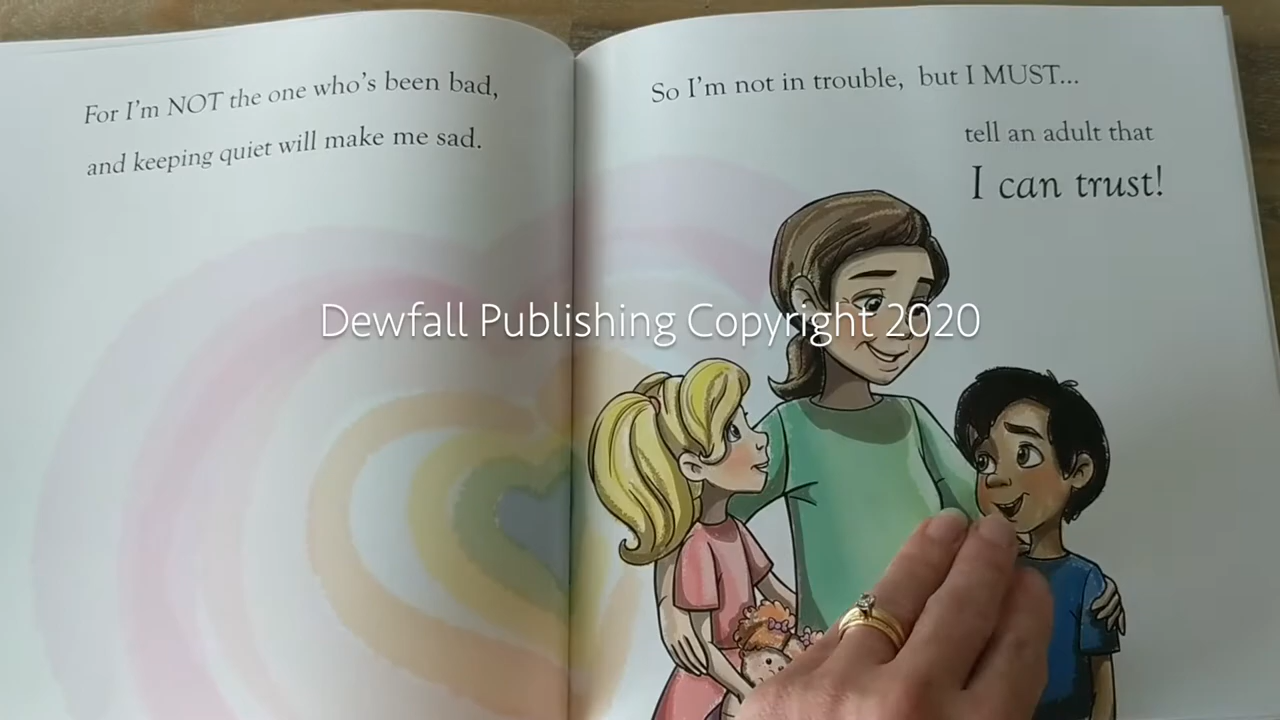 For I'm NOT the one who's been bad,
and keeping quiet will make me sad.
So I'm not in trouble, but I MUST...
tell an adult that
I can trust!
Dewfall Publishing Copyright 2020